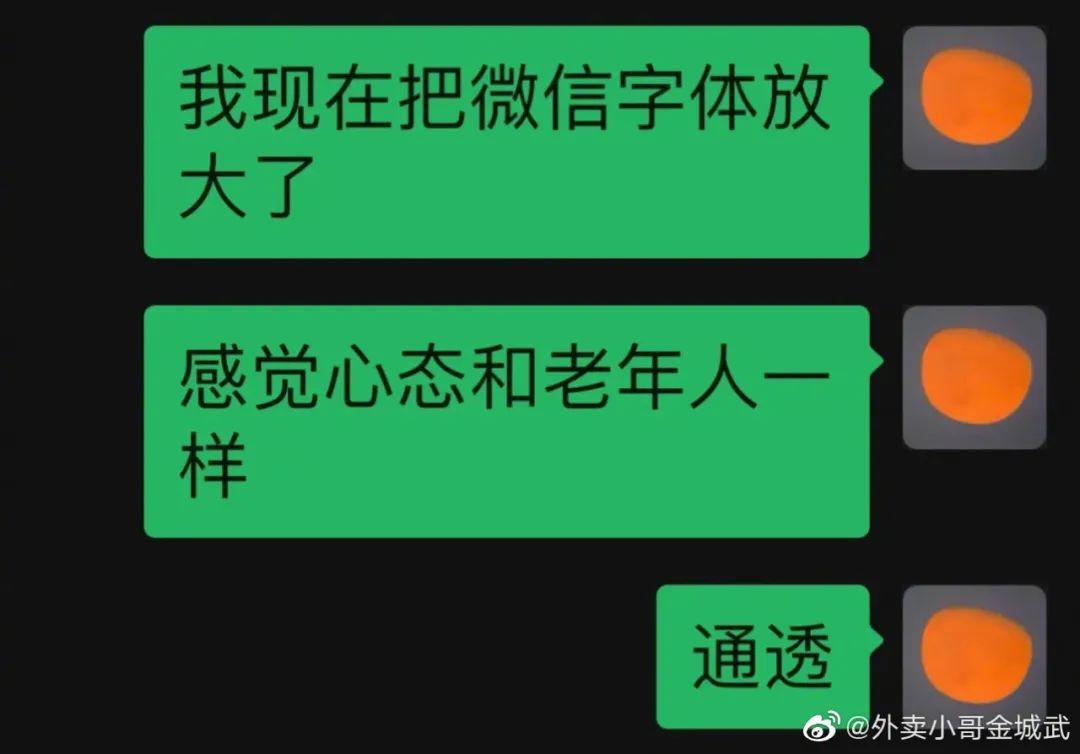 我现在把微信字体放
大了
感觉心态和老年人一
样
通透
@外卖小哥金城武